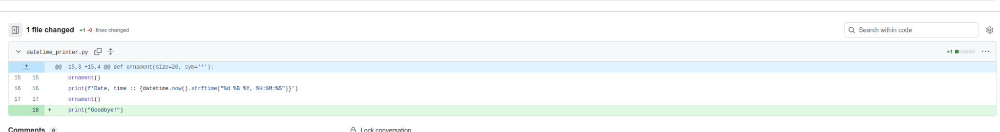 1 file changed +1 -0 lines changed Search within code
datetime_printer.py +1
@@ -15,3 +15,4 @@ def ornament(size=20, sym='*'):
15 15 ornament()
16 16 print(f'Date, time :: {datetime.now().strftime("%d %B %Y, %H:%M:%S")}')
17 17 ornament()
18 + print("Goodbye!")
Comments 0 Lock conversation